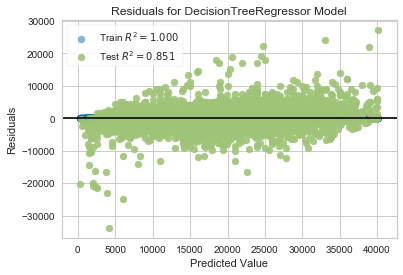 Residuals for DecisionTreeRegressor Model
Train R² = 1.000
Test R² = 0.851
30000
20000
10000
0
−10000
−20000
−30000
Residuals
0 5000 10000 15000 20000 25000 30000 35000 40000
Predicted Value